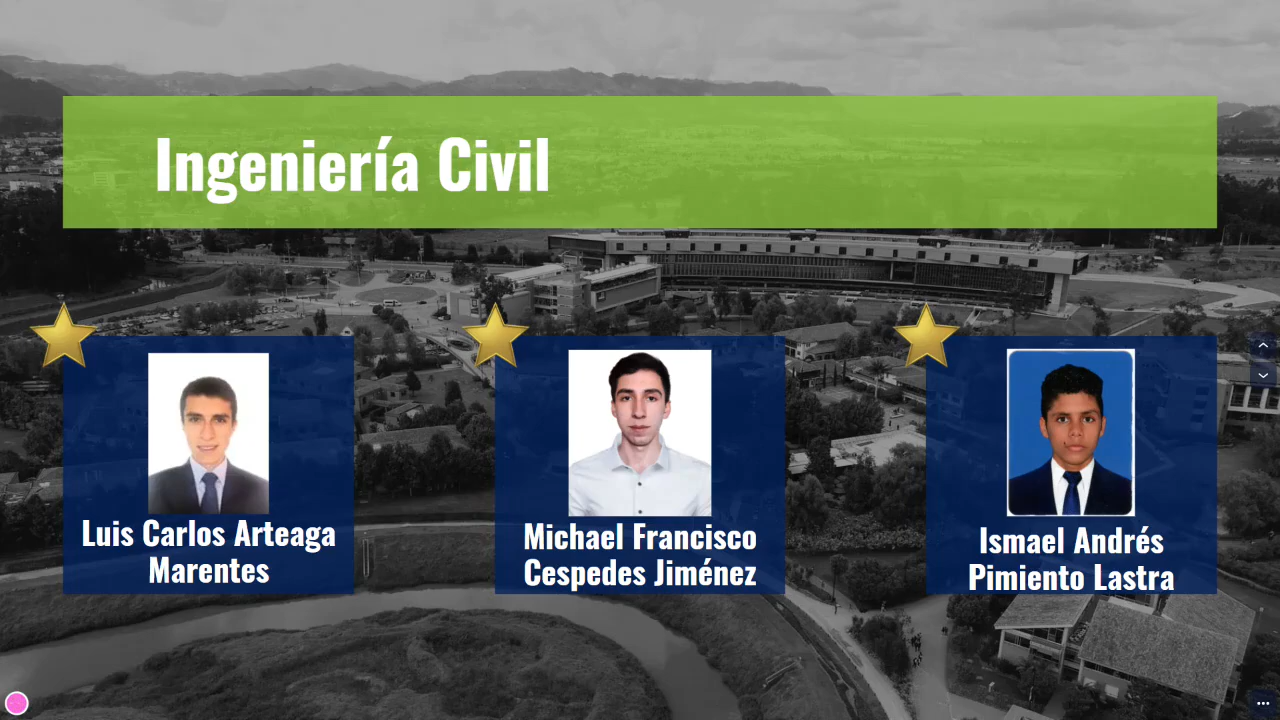 Ingeniería Civil
Luis Carlos Arteaga
Marentes
Michael Francisco
Cespedes Jiménez
Ismael Andrés
Pimiento Lastra